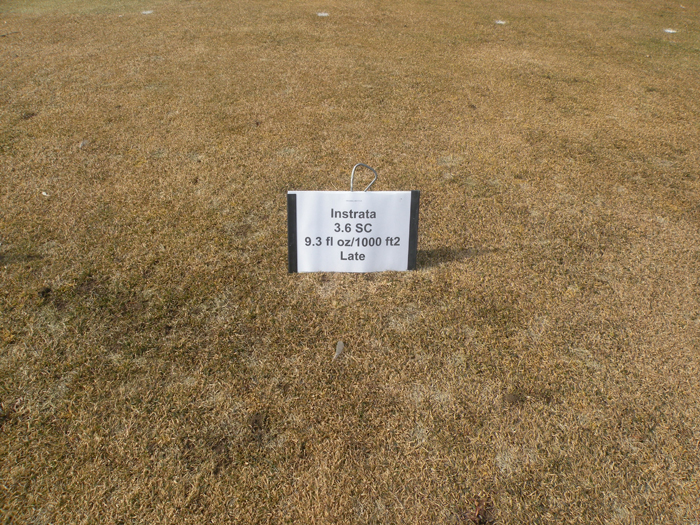 Instrata
3.6 SC
9.3 fl oz/1000 ft2
Late